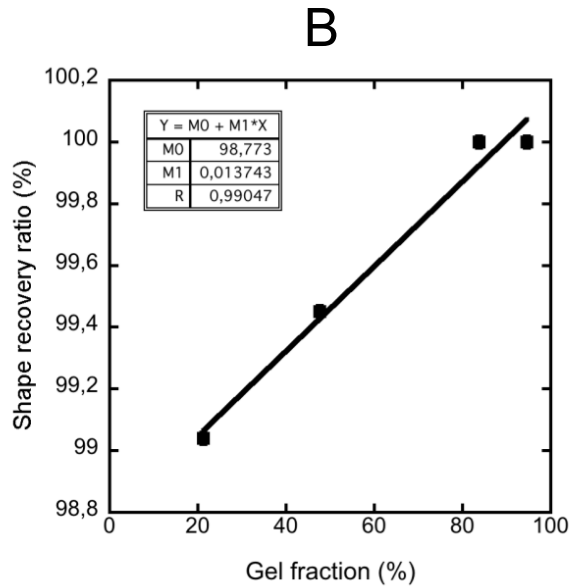 B
100,2
100
99,8
99,6
99,4
99,2
99
98,8
Shape recovery ratio (%)
Y = M0 + M1*X
M0 98,773
M1 0,013743
R 0,99047
0 20 40 60 80 100
Gel fraction (%)